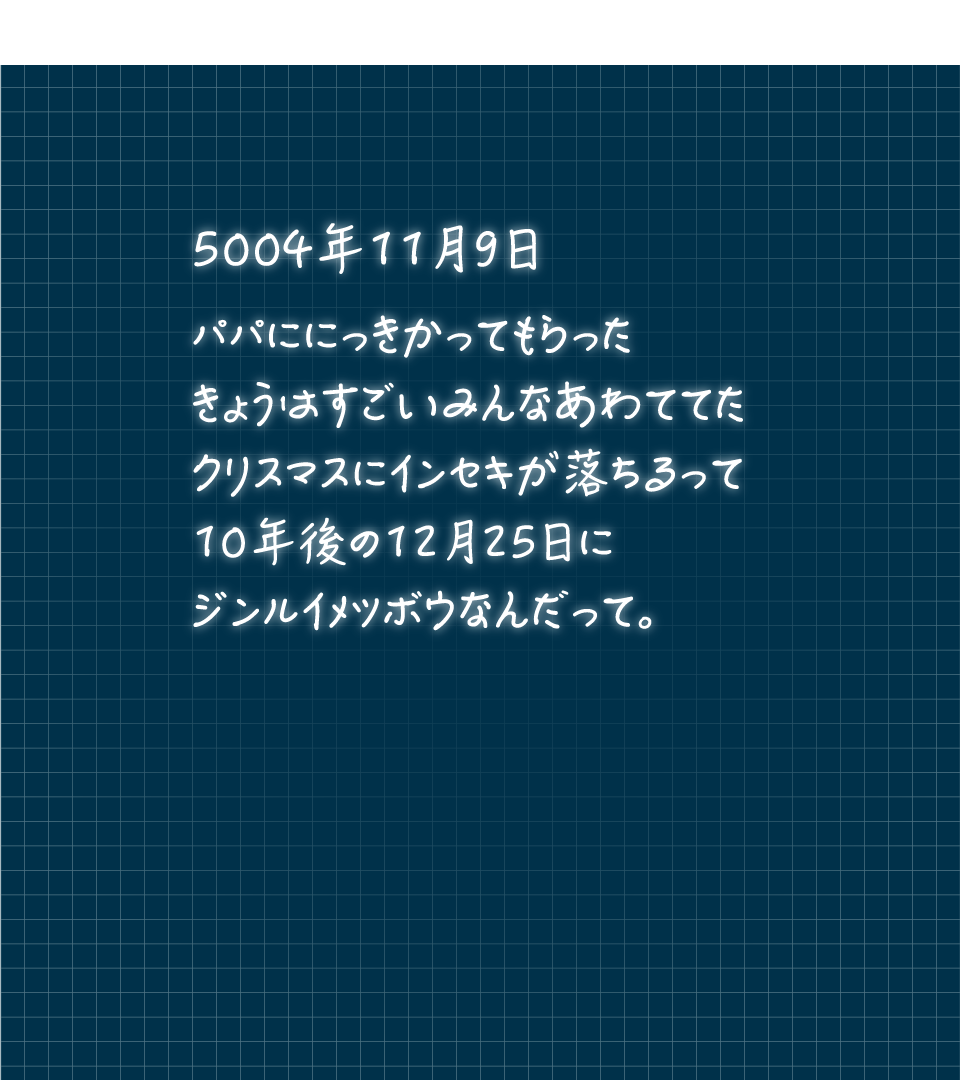 5004年11月9日
パパににっきかってもらった
きょうはすごいみんなあわててた
クリスマスにインセキが落ちるって
10年後の12月25日に
ジンルイメツボウなんだって。